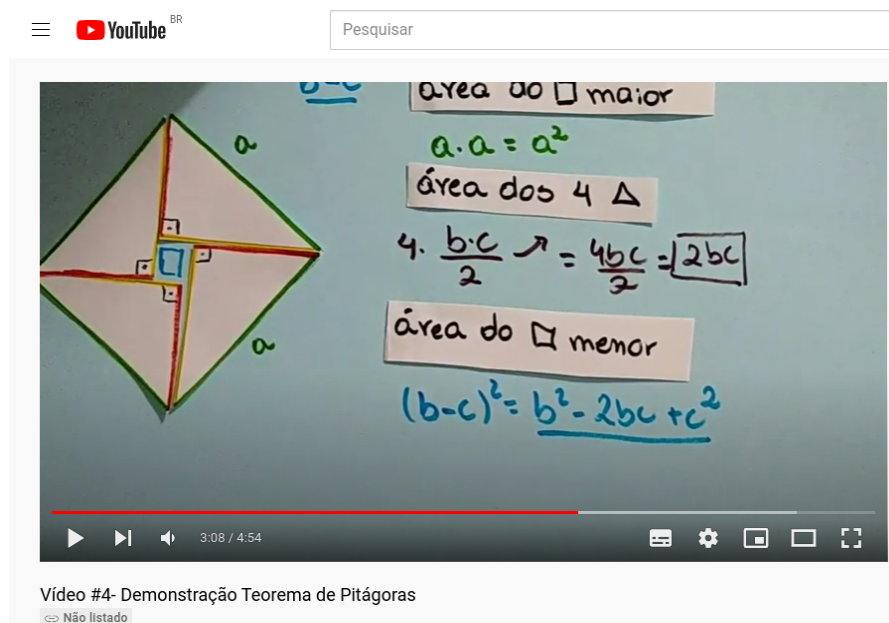 YouTube BR
Pesquisar
b-c
área do □ maior
a
a.a = a²
área dos 4 △
4. b.c/2 ↗ = 4bc/2 = 2bc
área do □ menor
a
(b-c)² = b² - 2bc + c²
3:08 / 4:54
Vídeo #4- Demonstração Teorema de Pitágoras
Não listado